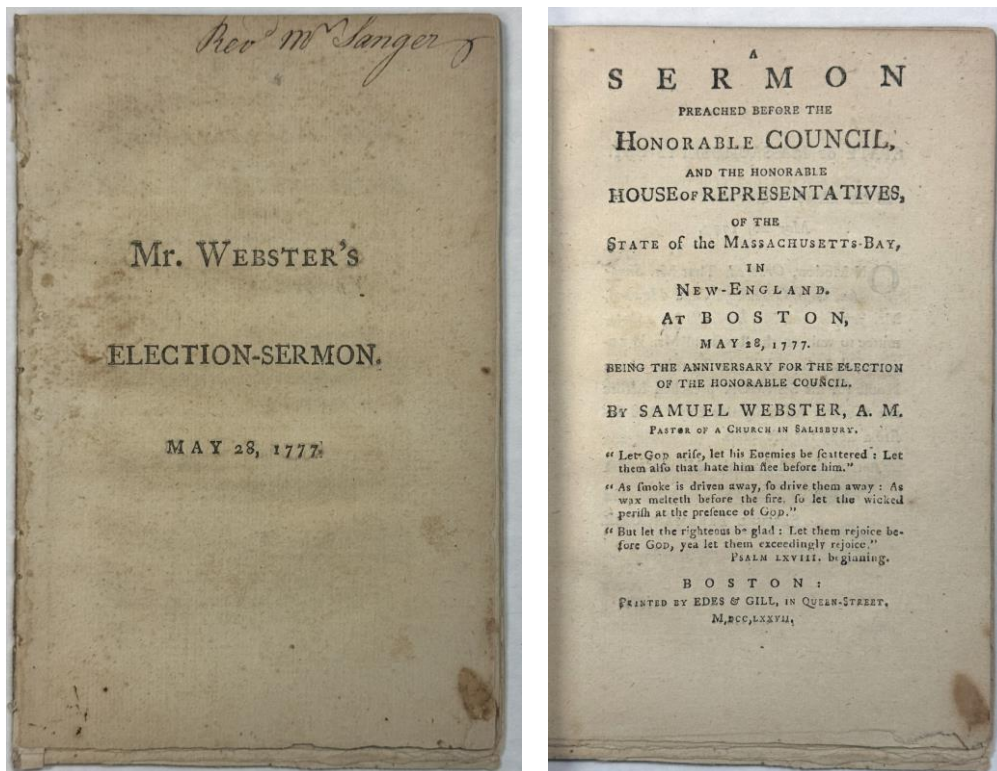 Revd Mr Sanger
Mr. WEBSTER's
ELECTION-SERMON.
MAY 28, 1777.
A
SERMON
PREACHED BEFORE THE
HONORABLE COUNCIL,
AND THE HONORABLE
HOUSE OF REPRESENTATIVES,
OF THE
STATE of the MASSACHUSETTS-BAY,
IN
NEW-ENGLAND.
AT BOSTON,
MAY 28, 1777.
BEING THE ANNIVERSARY FOR THE ELECTION
OF THE HONORABLE COUNCIL.
BY SAMUEL WEBSTER, A. M.
PASTOR OF A CHURCH IN SALISBURY.
“ Let GOD ariſe, let his Enemies be ſcattered : Let
them alſo that hate him flee before him.”
“ As ſmoke is driven away, ſo drive them away : As
wax melteth before the fire, ſo let the wicked
periſh at the preſence of GOD.”
“ But let the righteous be glad : Let them rejoice be-
fore GOD, yea let them exceedingly rejoice.”
PSALM LXVIII. beginning.
BOSTON :
PRINTED BY EDES & GILL, IN QUEEN-STREET,
M,DCC,LXXVII.